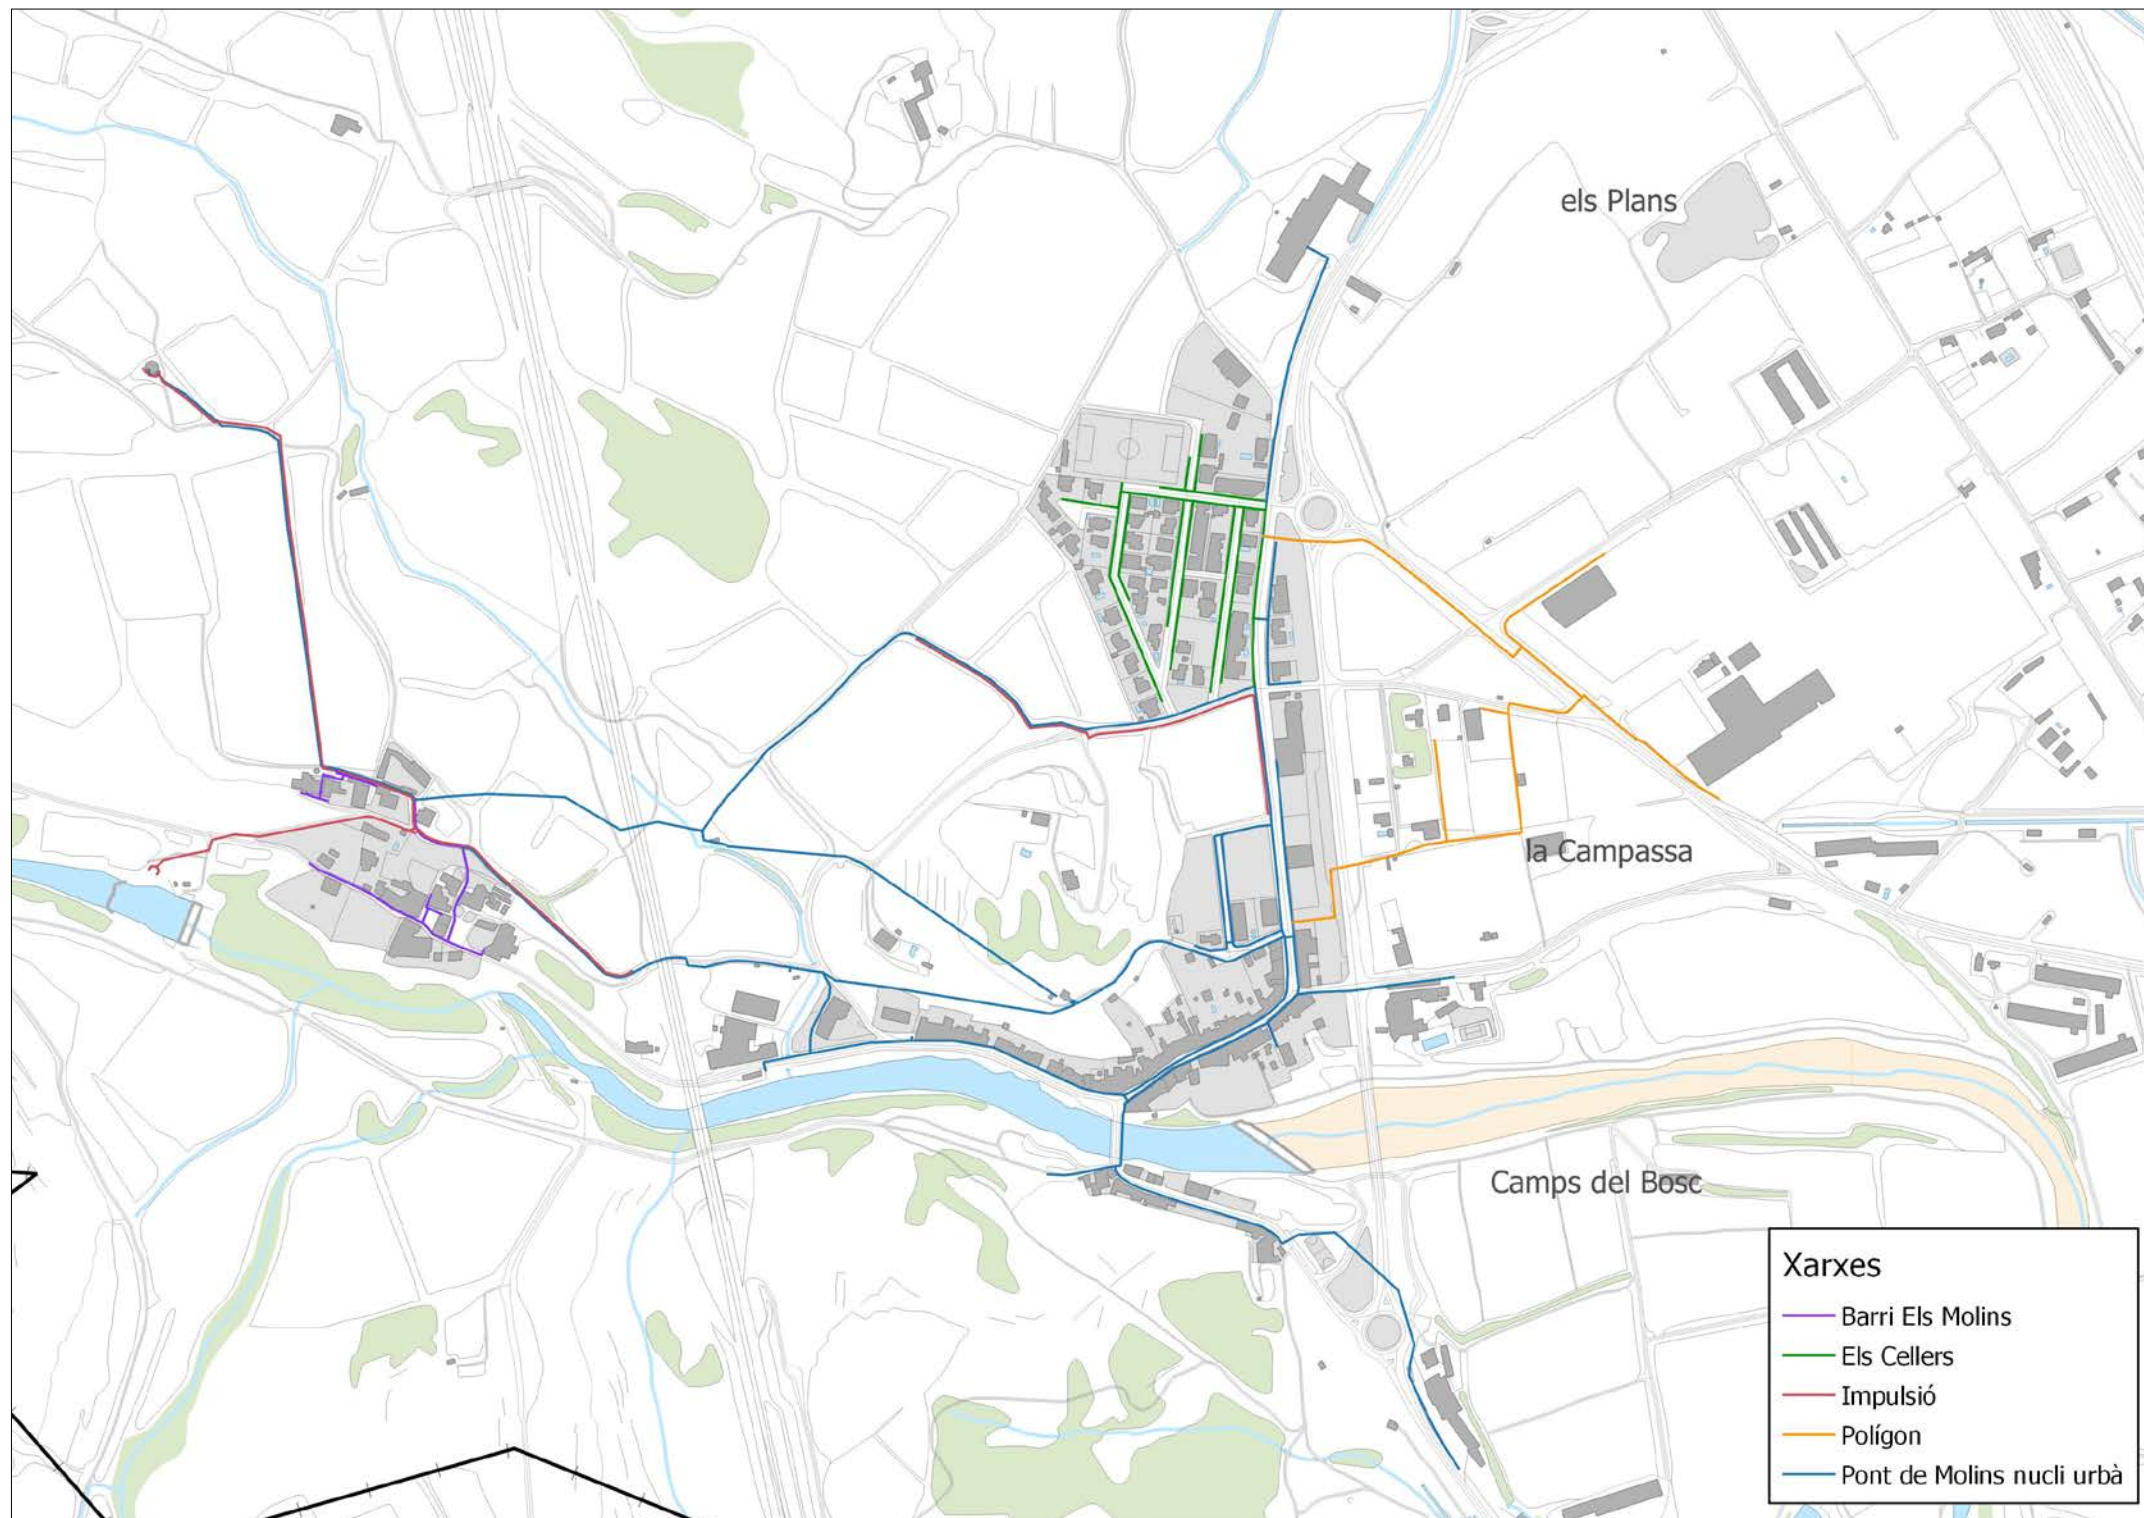 els Plans
la Campassa
Camps del Bosc
Xarxes
Barri Els Molins
Els Cellers
Impulsió
Polígon
Pont de Molins nucli urbà